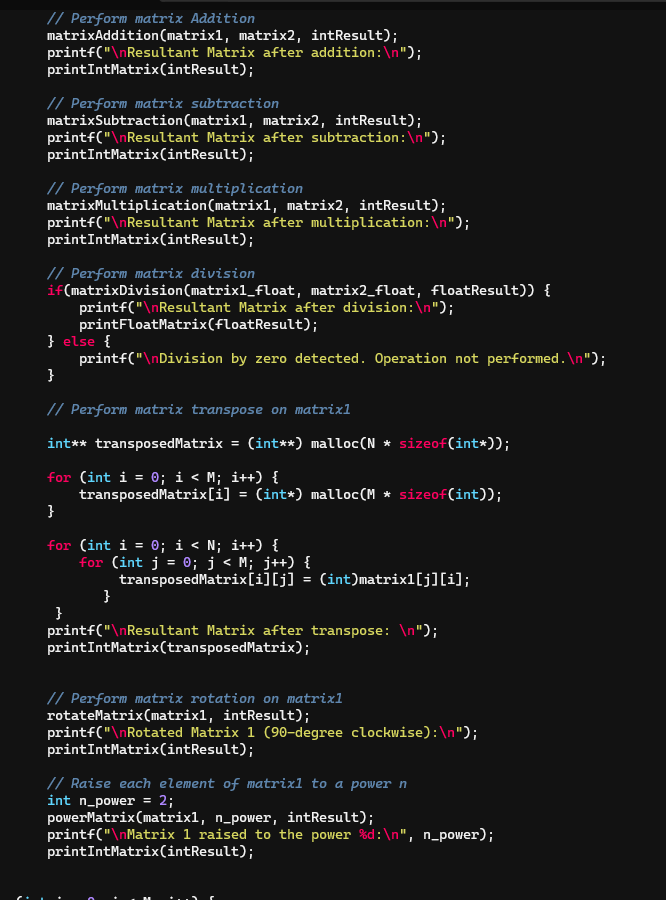 // Perform matrix Addition
matrixAddition(matrix1, matrix2, intResult);
printf("\nResultant Matrix after addition:\n");
printIntMatrix(intResult);
// Perform matrix subtraction
matrixSubtraction(matrix1, matrix2, intResult);
printf("\nResultant Matrix after subtraction:\n");
printIntMatrix(intResult);
// Perform matrix multiplication
matrixMultiplication(matrix1, matrix2, intResult);
printf("\nResultant Matrix after multiplication:\n");
printIntMatrix(intResult);
// Perform matrix division
if(matrixDivision(matrix1_float, matrix2_float, floatResult)) {
printf("\nResultant Matrix after division:\n");
printFloatMatrix(floatResult);
} else {
printf("\nDivision by zero detected. Operation not performed.\n");
}
// Perform matrix transpose on matrix1
int** transposedMatrix = (int**) malloc(N * sizeof(int*));
for (int i = 0; i < M; i++) {
transposedMatrix[i] = (int*) malloc(M * sizeof(int));
}
for (int i = 0; i < N; i++) {
for (int j = 0; j < M; j++) {
transposedMatrix[i][j] = (int)matrix1[j][i];
}
}
printf("\nResultant Matrix after transpose: \n");
printIntMatrix(transposedMatrix);
// Perform matrix rotation on matrix1
rotateMatrix(matrix1, intResult);
printf("\nRotated Matrix 1 (90-degree clockwise):\n");
printIntMatrix(intResult);
// Raise each element of matrix1 to a power n
int n_power = 2;
powerMatrix(matrix1, n_power, intResult);
printf("\nMatrix 1 raised to the power %d:\n", n_power);
printIntMatrix(intResult);